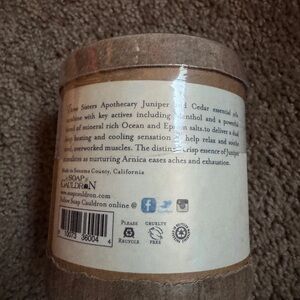 Three Sisters Apothecary Juniper and Cedar essential oils
combine with key actives including Menthol and a powerful
blend of mineral rich Ocean and Epsom salts, to deliver a dual
heating and cooling sensation to help relax and soothe
overworked muscles. The distinct crisp essence of Juniper
stimulates as nurturing Arnica eases aches and exhaustion.
Made in Sonoma County, California
SOAP
CAULDRON
www.soapcauldron.com
Follow Soap Cauldron online @
PLEASE
RECYCLE
CRUELTY
FREE